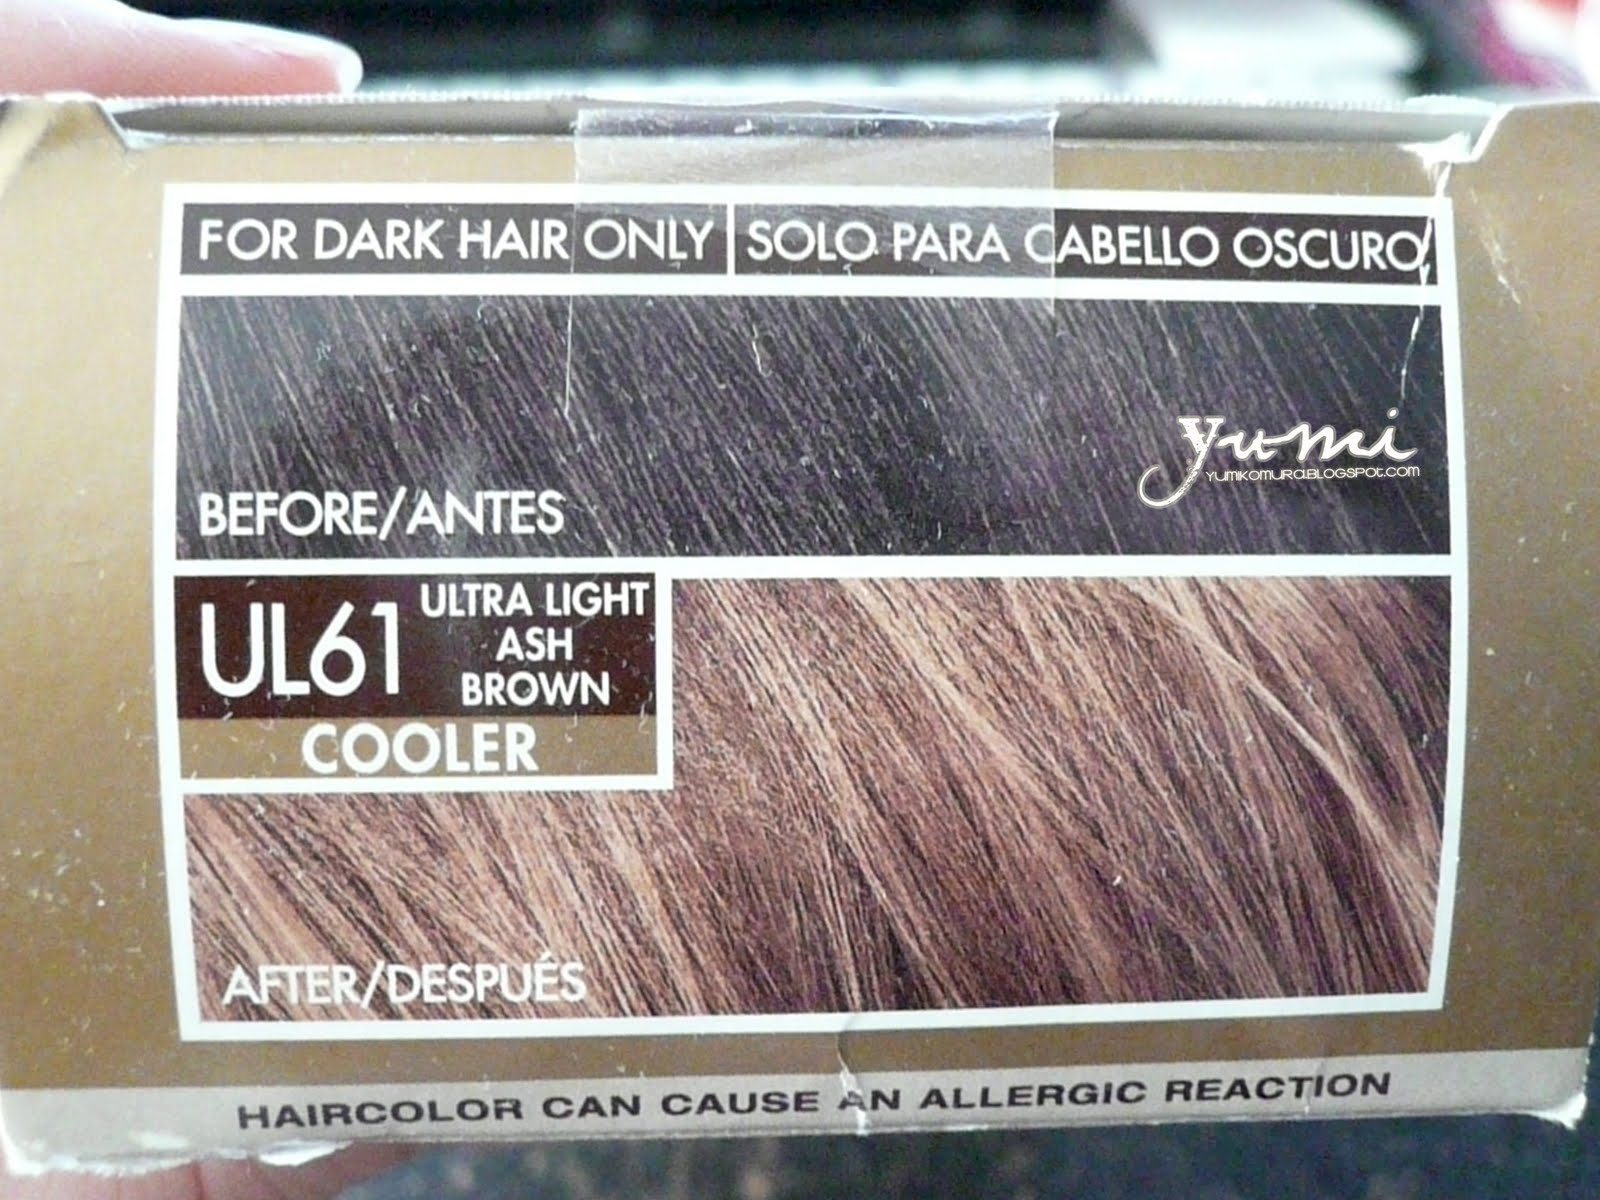 FOR DARK HAIR ONLY | SOLO PARA CABELLO OSCURO
yumi
YUMIKOMURA.BLOGSPOT.COM
BEFORE/ANTES
UL61 ULTRA LIGHT
ASH
BROWN
COOLER
AFTER/DESPUÉS
HAIRCOLOR CAN CAUSE AN ALLERGIC REACTION